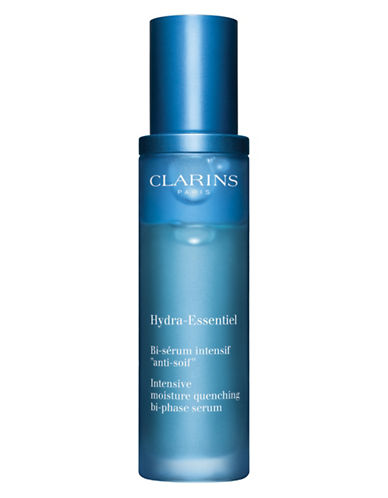 CLARINS
PARIS
Hydra-Essentiel
Bi-sérum intensif
"anti-soif"
Intensive
moisture quenching
bi-phase serum